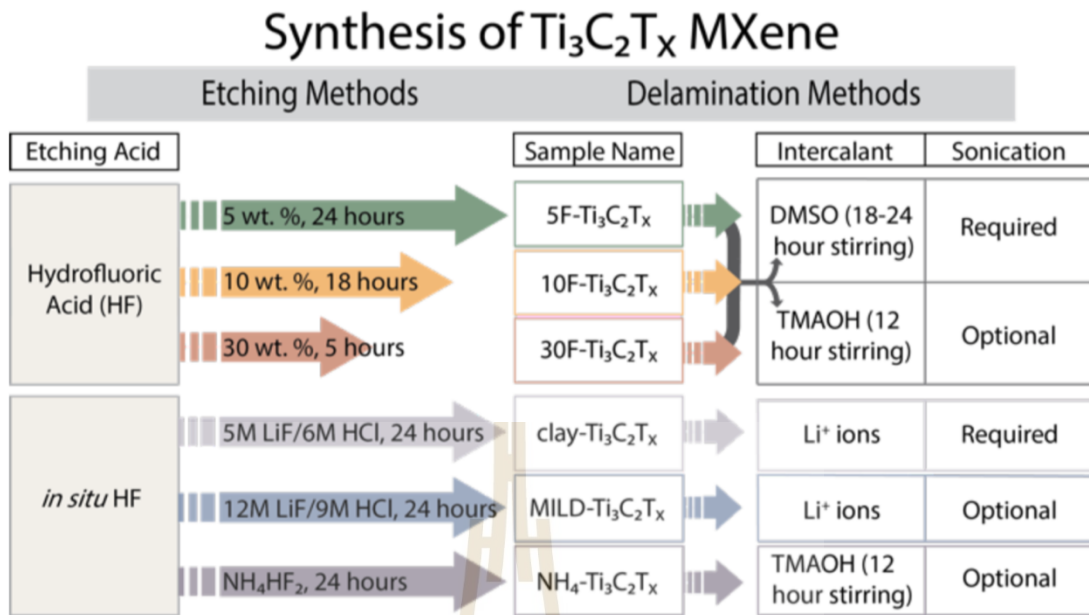 Synthesis of Ti₃C₂Tₓ MXene
Etching Methods
Delamination Methods
Etching Acid
Sample Name
Intercalant
Sonication
Hydrofluoric
Acid (HF)
5 wt. %, 24 hours
5F-Ti₃C₂Tₓ
10 wt. %, 18 hours
10F-Ti₃C₂Tₓ
30 wt. %, 5 hours
30F-Ti₃C₂Tₓ
DMSO (18-24
hour stirring)
Required
TMAOH (12
hour stirring)
Optional
in situ HF
5M LiF/6M HCl, 24 hours
clay-Ti₃C₂Tₓ
Li⁺ ions
Required
12M LiF/9M HCl, 24 hours
MILD-Ti₃C₂Tₓ
Li⁺ ions
Optional
NH₄HF₂, 24 hours
NH₄-Ti₃C₂Tₓ
TMAOH (12
hour stirring)
Optional